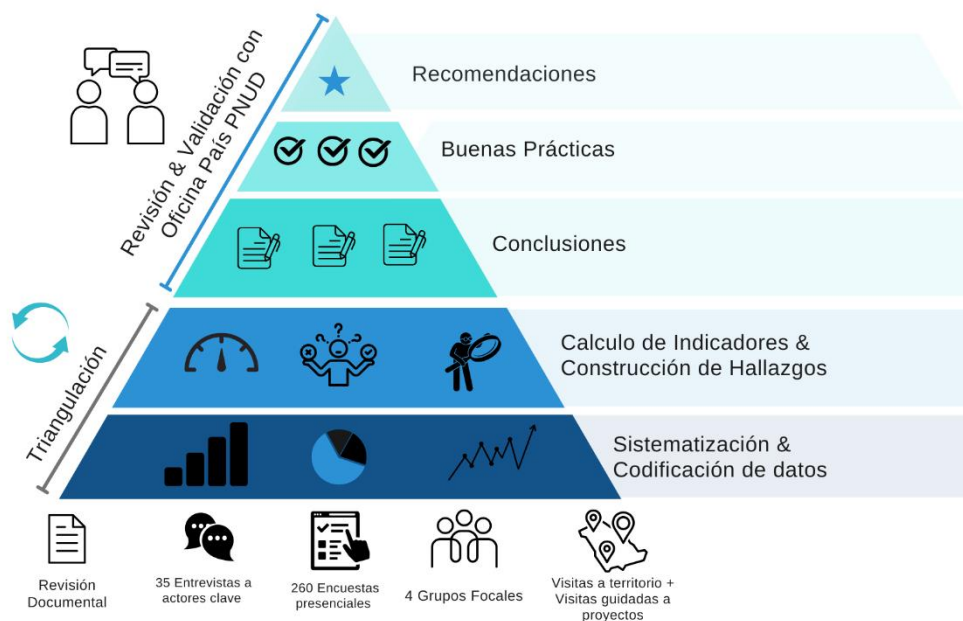 Revisión & Validación con
Oficina País PNUD
Recomendaciones
Buenas Prácticas
Conclusiones
Triangulación
Calculo de Indicadores &
Construcción de Hallazgos
Sistematización &
Codificación de datos
Revisión
Documental
35 Entrevistas a
actores clave
260 Encuestas
presenciales
4 Grupos Focales
Visitas a territorio +
Visitas guiadas a
proyectos